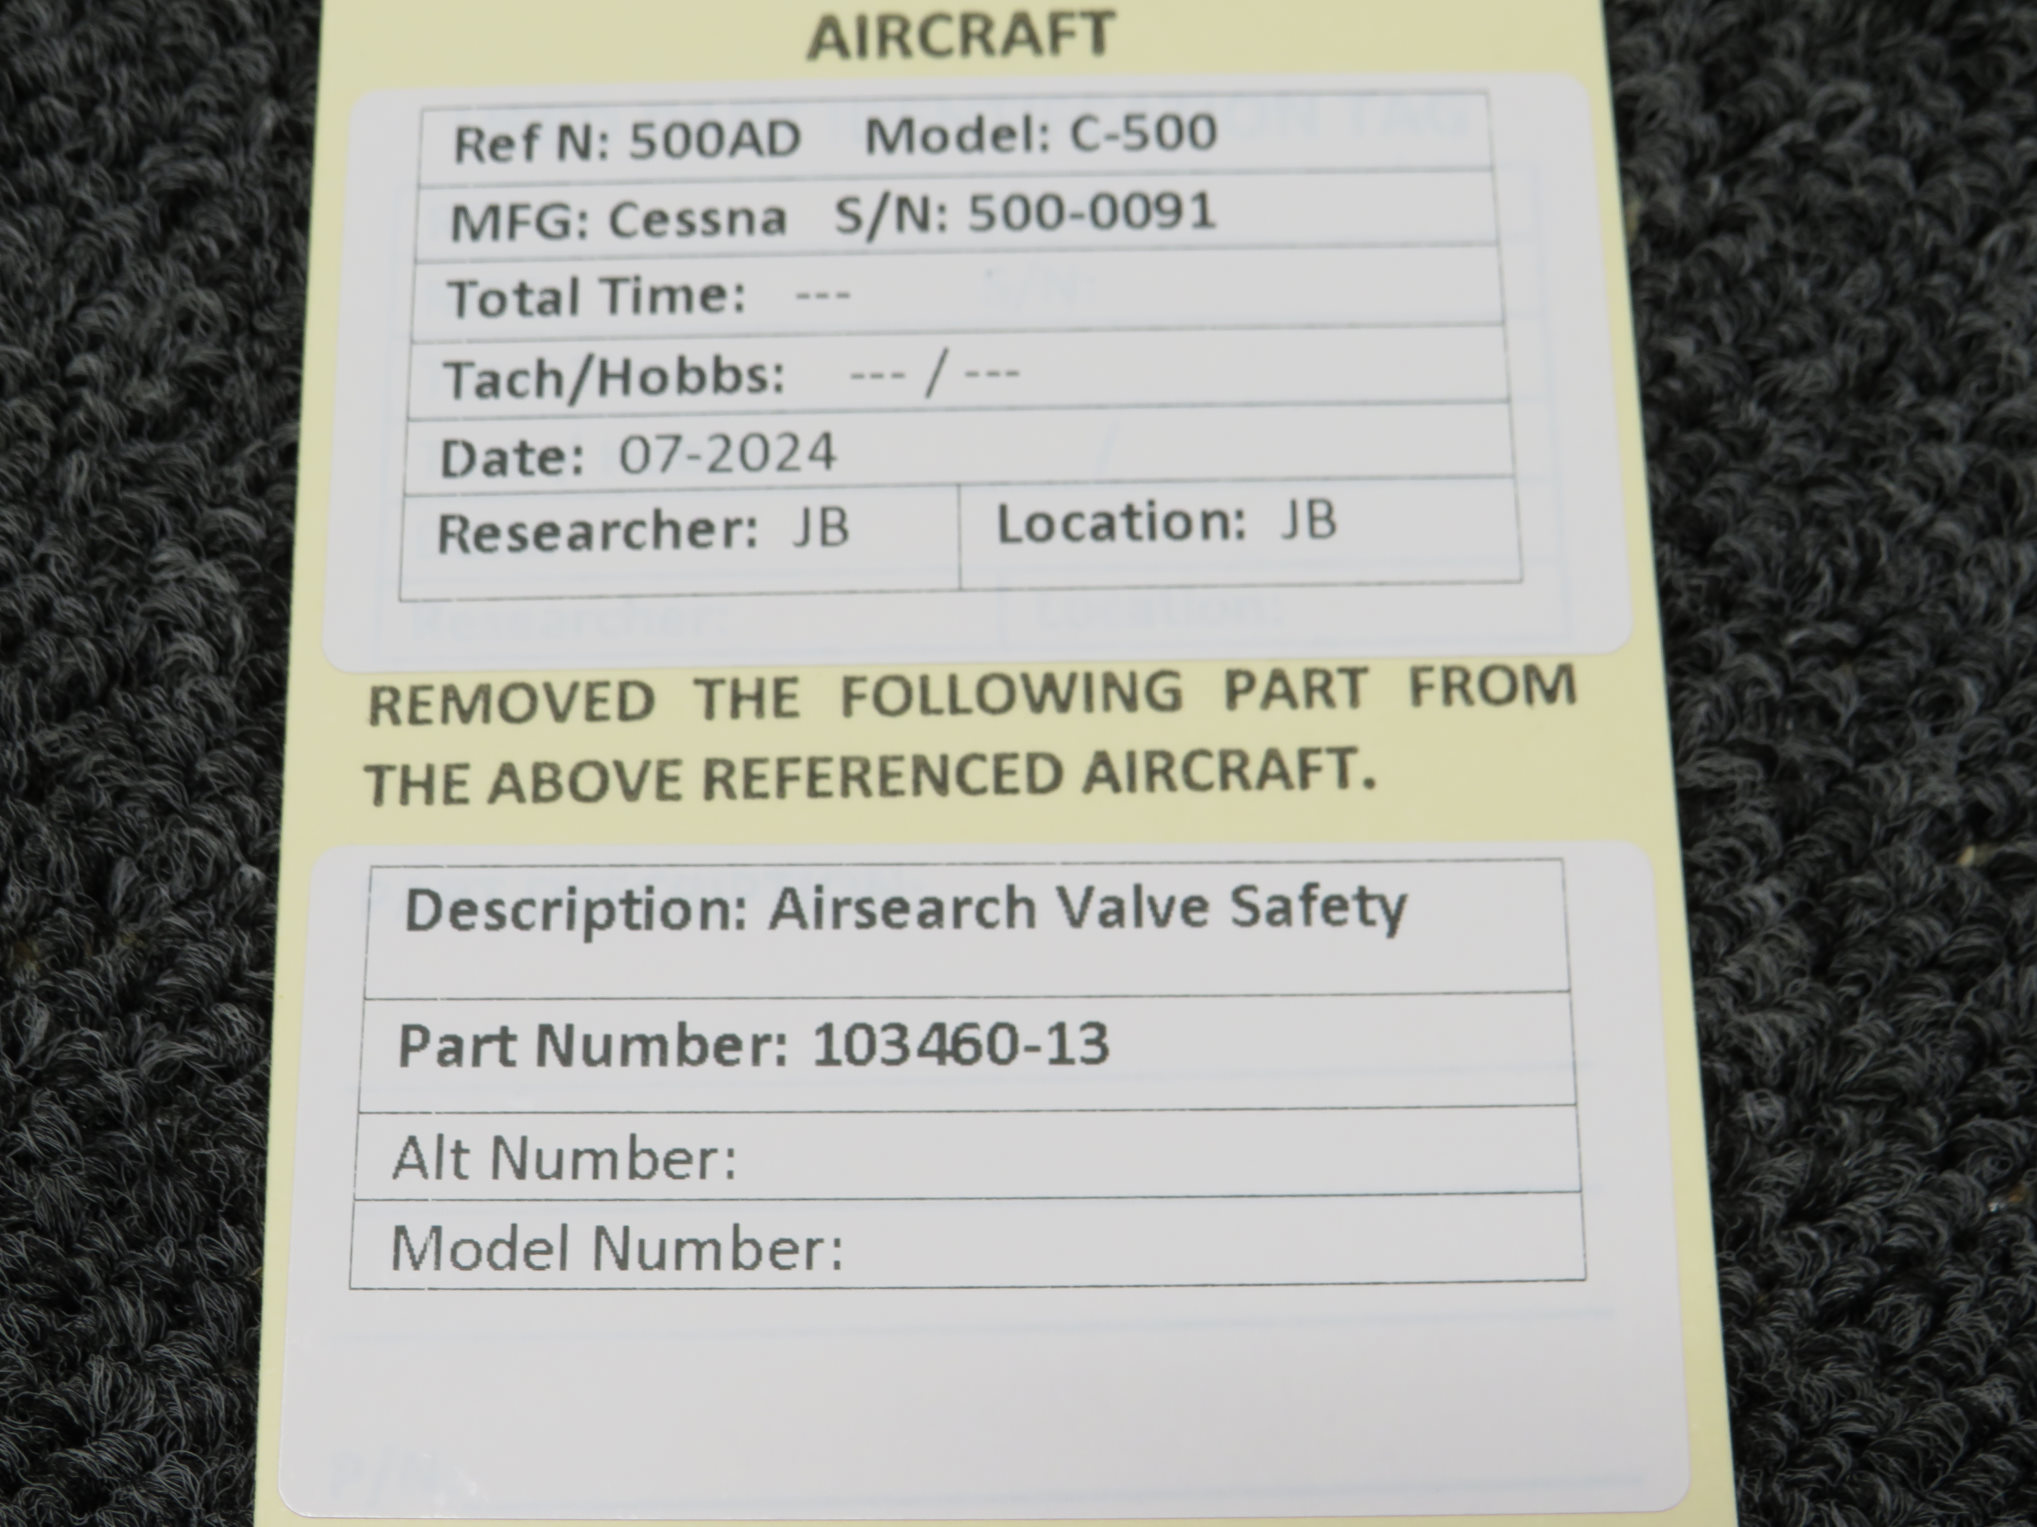 AIRCRAFT
Ref N: 500AD Model: C-500
MFG: Cessna S/N: 500-0091
Total Time: ---
Tach/Hobbs: --- / ---
Date: 07-2024
Researcher: JB Location: JB
Researcher: Location:
REMOVED THE FOLLOWING PART FROM
THE ABOVE REFERENCED AIRCRAFT.
Description: Airsearch Valve Safety
Part Number: 103460-13
Alt Number:
Model Number:
P/N: